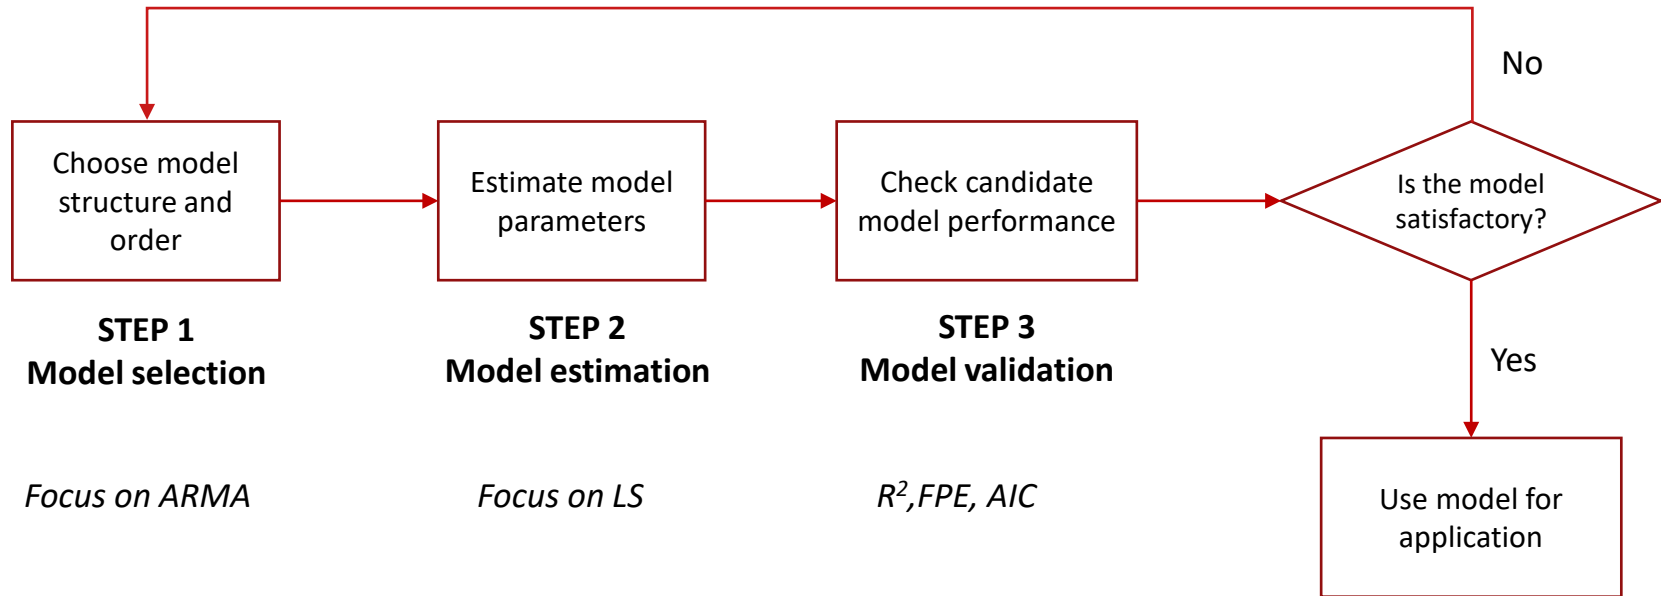 No
Choose model
structure and
order
Estimate model
parameters
Check candidate
model performance
Is the model
satisfactory?
STEP 1
Model selection
STEP 2
Model estimation
STEP 3
Model validation
Yes
Focus on ARMA
Focus on LS
R²,FPE, AIC
Use model for
application